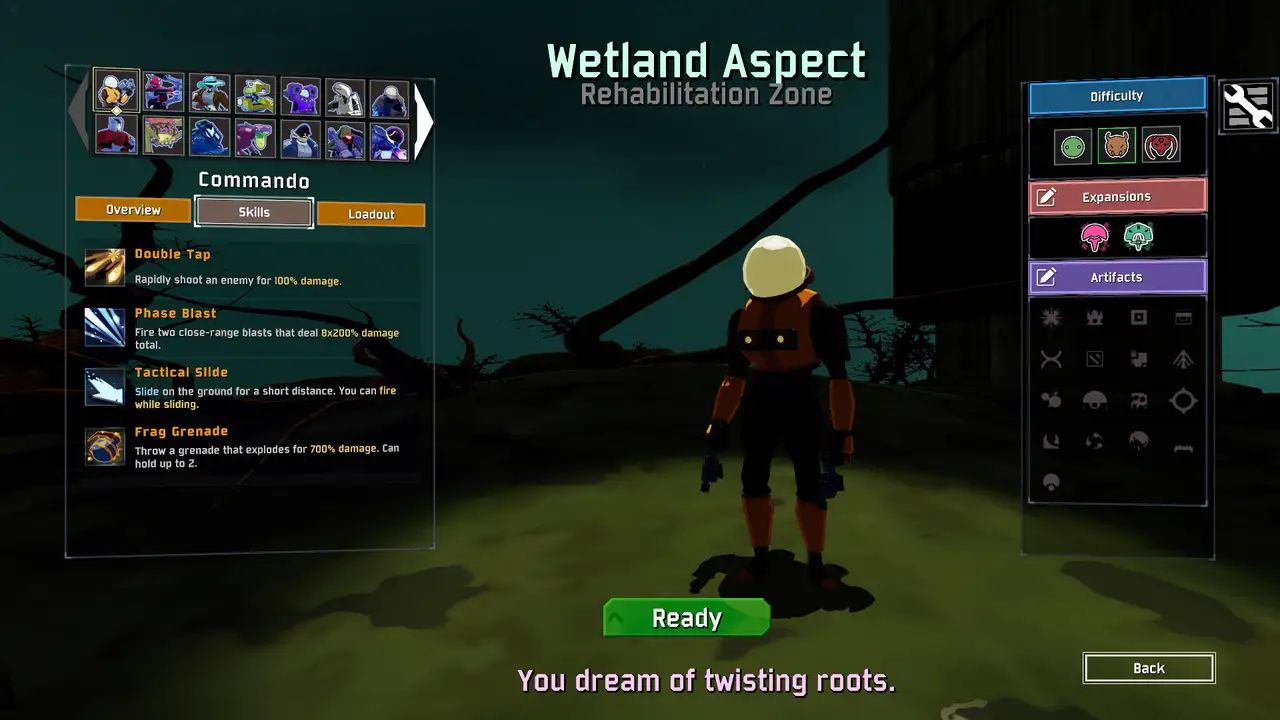 Wetland Aspect
Rehabilitation Zone
Commando
Overview
Skills
Loadout
Double Tap
Rapidly shoot an enemy for 100% damage.
Phase Blast
Fire two close-range blasts that deal 8x200% damage
total.
Tactical Slide
Slide on the ground for a short distance. You can fire
while sliding.
Frag Grenade
Throw a grenade that explodes for 700% damage. Can
hold up to 2.
Difficulty
Expansions
Artifacts
Ready
You dream of twisting roots.
Back